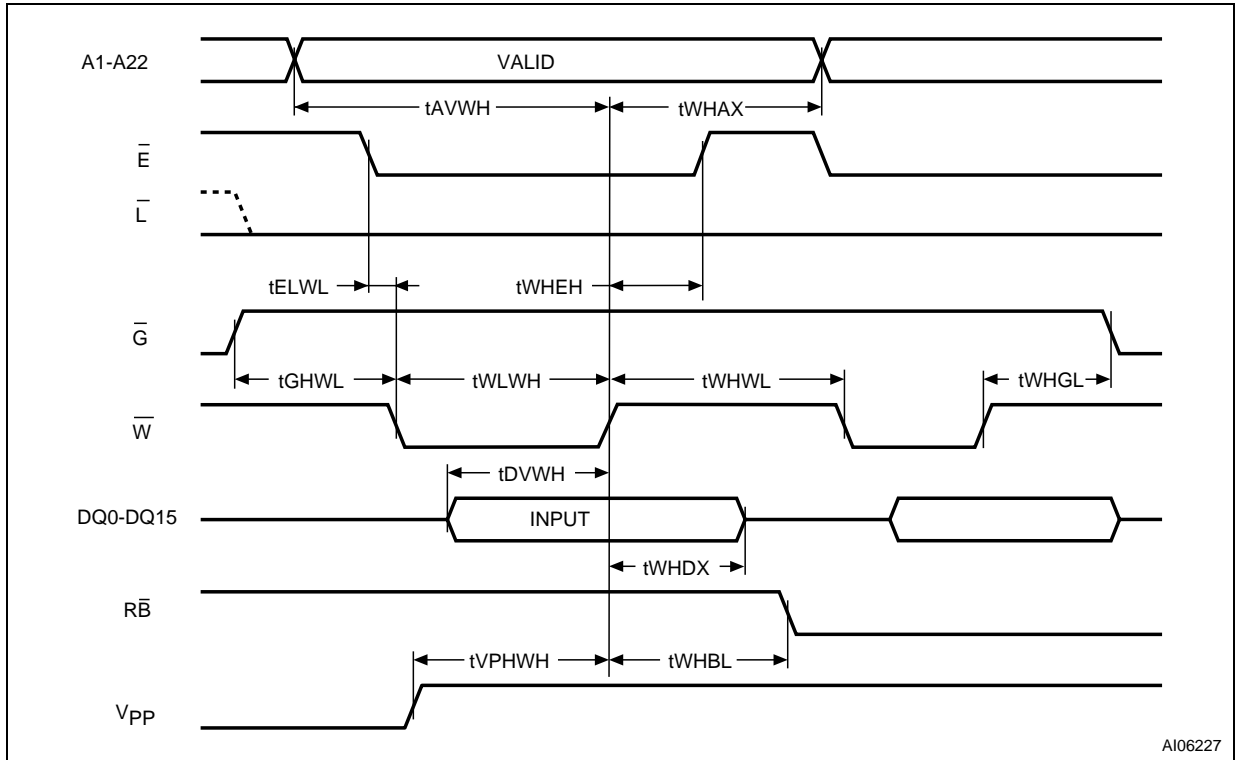 A1-A22
VALID
tAVWH
tWHAX
E̅
L̅
tELWL
tWHEH
G̅
tGHWL
tWLWH
tWHWL
tWHGL
W̅
tDVWH
DQ0-DQ15
INPUT
tWHDX
RB̅
tVPHWH
tWHBL
VPP
AI06227